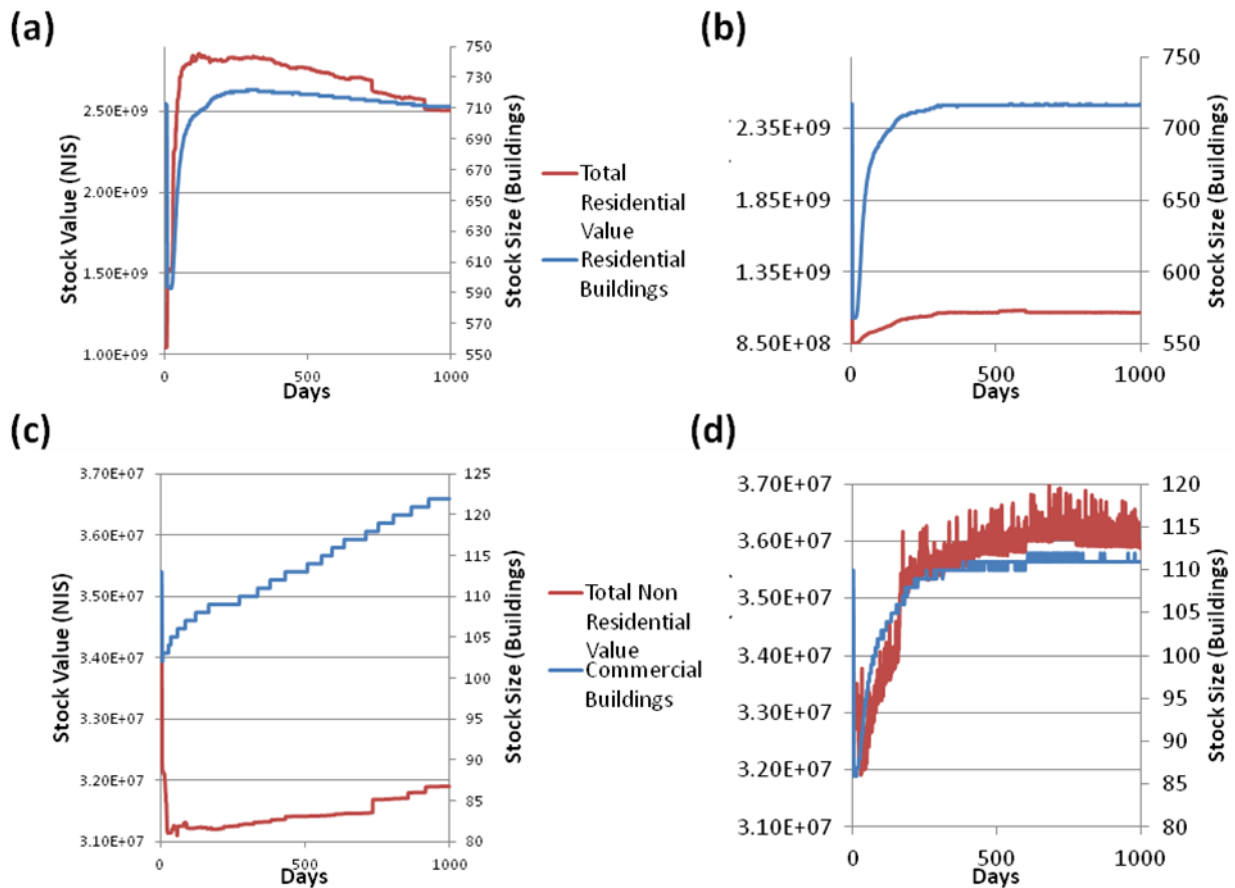 (a)
750
730
710
690
670
650
630
610
590
570
550
2.50E+09
2.00E+09
1.50E+09
1.00E+09
0
500
1000
Days
Stock Value (NIS)
Stock Size (Buildings)
Total
Residential
Value
Residential
Buildings
(b)
2.35E+09
1.85E+09
1.35E+09
8.50E+08
750
700
650
600
550
0
500
1000
Days
Stock Size (Buildings)
(c)
3.70E+07
3.60E+07
3.50E+07
3.40E+07
3.30E+07
3.20E+07
3.10E+07
125
120
115
110
105
100
95
90
85
80
0
500
1000
Days
Stock Value (NIS)
Stock Size (Buildings)
Total Non
Residential
Value
Commercial
Buildings
(d)
3.70E+07
3.60E+07
3.50E+07
3.40E+07
3.30E+07
3.20E+07
3.10E+07
120
115
110
105
100
95
90
85
80
0
500
1000
Days
Stock Size (Buildings)